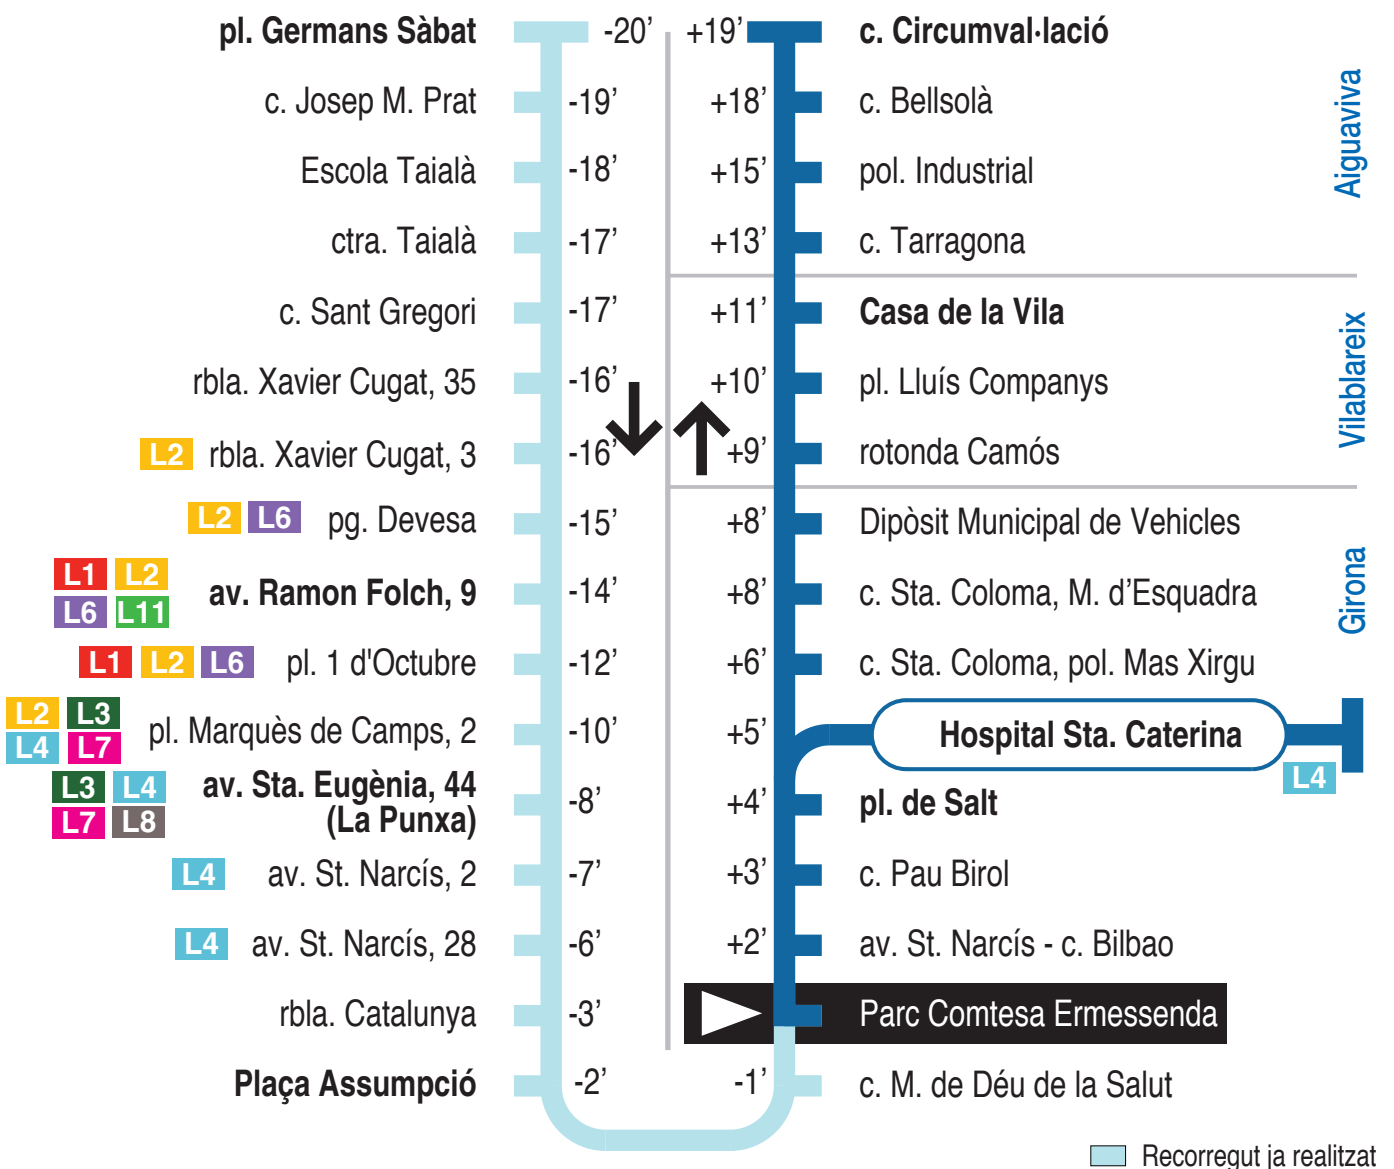 pl. Germans Sàbat -20’
c. Josep M. Prat -19’
Escola Taialà -18’
ctra. Taialà -17’
c. Sant Gregori -17’
rbla. Xavier Cugat, 35 -16’
L2 rbla. Xavier Cugat, 3 -16’
L2 L6 pg. Devesa -15’
L1 L2
av. Ramon Folch, 9 -14’
L6 L11
L1 L2 L6 pl. 1 d'Octubre -12’
L2 L3
pl. Marquès de Camps, 2 -10’
L4 L7
L3 L4 av. Sta. Eugènia, 44 -8’
L7 L8 (La Punxa)
L4 av. St. Narcís, 2 -7’
L4 av. St. Narcís, 28 -6’
rbla. Catalunya -3’
Plaça Assumpció -2’
+19’ c. Circumval·lació
+18’ c. Bellsolà
+15’ pol. Industrial
+13’ c. Tarragona
Aiguaviva
+11’ Casa de la Vila
+10’ pl. Lluís Companys
+9’ rotonda Camós
Vilablareix
+8’ Dipòsit Municipal de Vehicles
+8’ c. Sta. Coloma, M. d’Esquadra
+6’ c. Sta. Coloma, pol. Mas Xirgu
Girona
+5’ Hospital Sta. Caterina
L4
+4’ pl. de Salt
+3’ c. Pau Birol
+2’ av. St. Narcís - c. Bilbao
Parc Comtesa Ermessenda
-1’ c. M. de Déu de la Salut
Recorregut ja realitzat